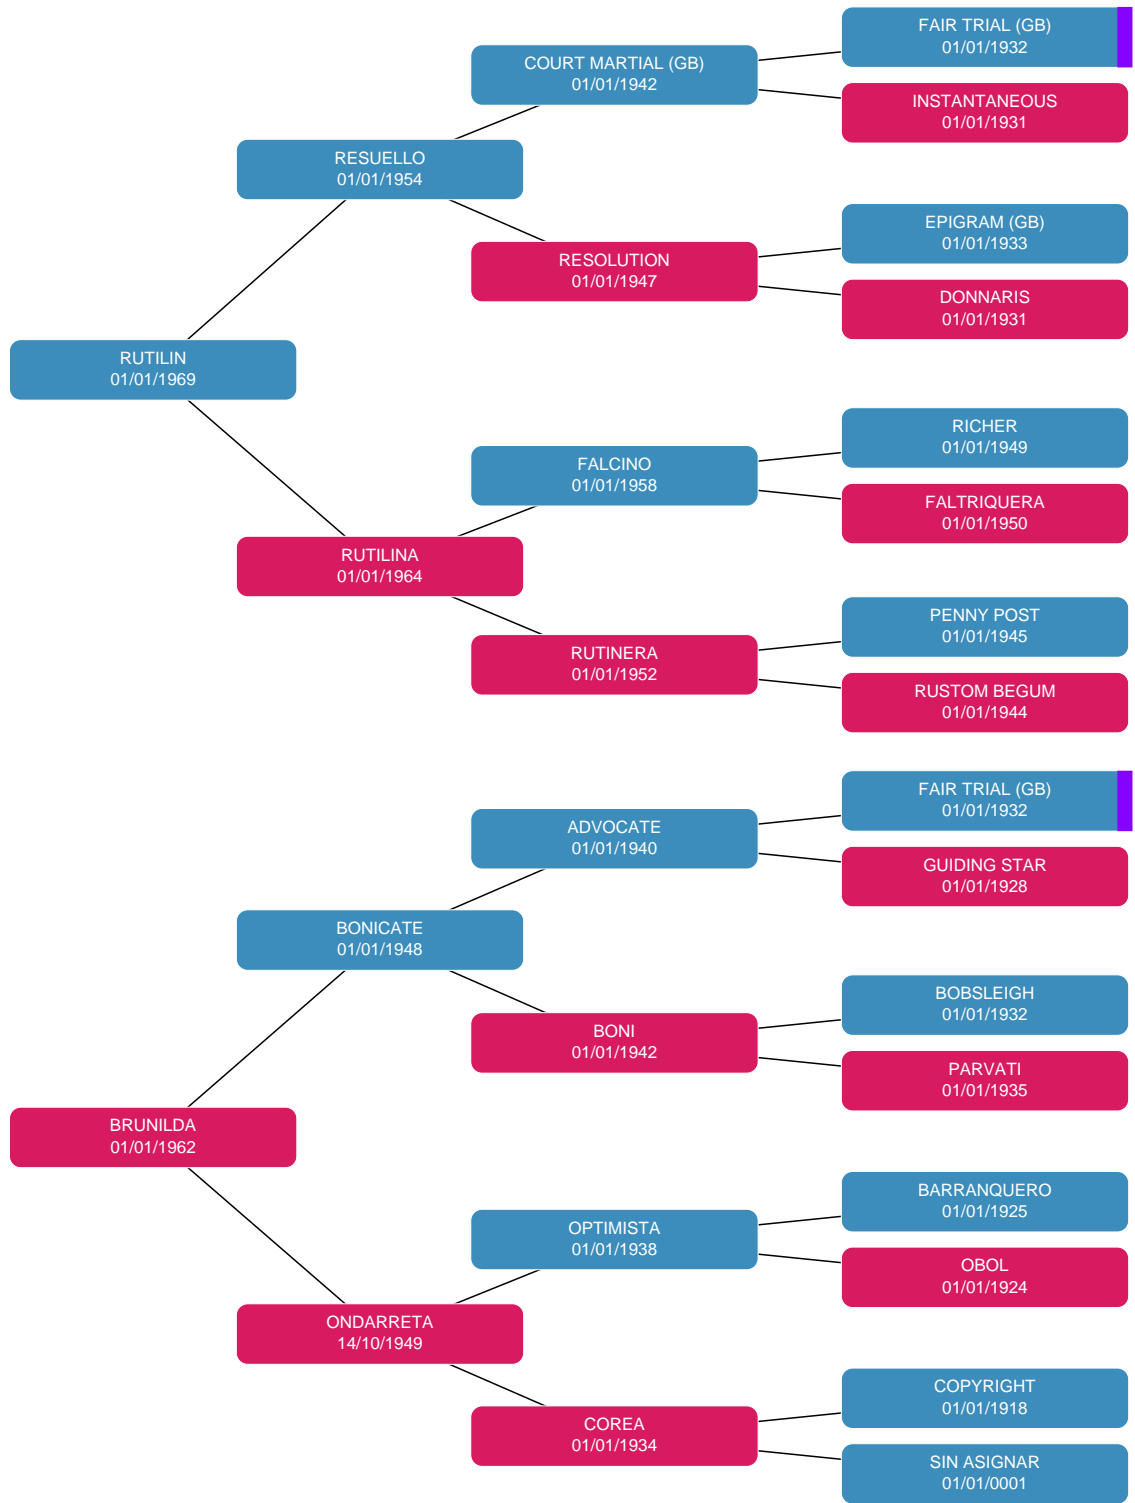 FAIR TRIAL (GB)
01/01/1932
COURT MARTIAL (GB)
01/01/1942
INSTANTANEOUS
01/01/1931
RESUELLO
01/01/1954
EPIGRAM (GB)
01/01/1933
RESOLUTION
01/01/1947
DONNARIS
01/01/1931
RUTILIN
01/01/1969
RICHER
01/01/1949
FALCINO
01/01/1958
FALTRIQUERA
01/01/1950
RUTILINA
01/01/1964
PENNY POST
01/01/1945
RUTINERA
01/01/1952
RUSTOM BEGUM
01/01/1944
FAIR TRIAL (GB)
01/01/1932
ADVOCATE
01/01/1940
GUIDING STAR
01/01/1928
BONICATE
01/01/1948
BOBSLEIGH
01/01/1932
BONI
01/01/1942
PARVATI
01/01/1935
BRUNILDA
01/01/1962
BARRANQUERO
01/01/1925
OPTIMISTA
01/01/1938
OBOL
01/01/1924
ONDARRETA
14/10/1949
COPYRIGHT
01/01/1918
COREA
01/01/1934
SIN ASIGNAR
01/01/0001